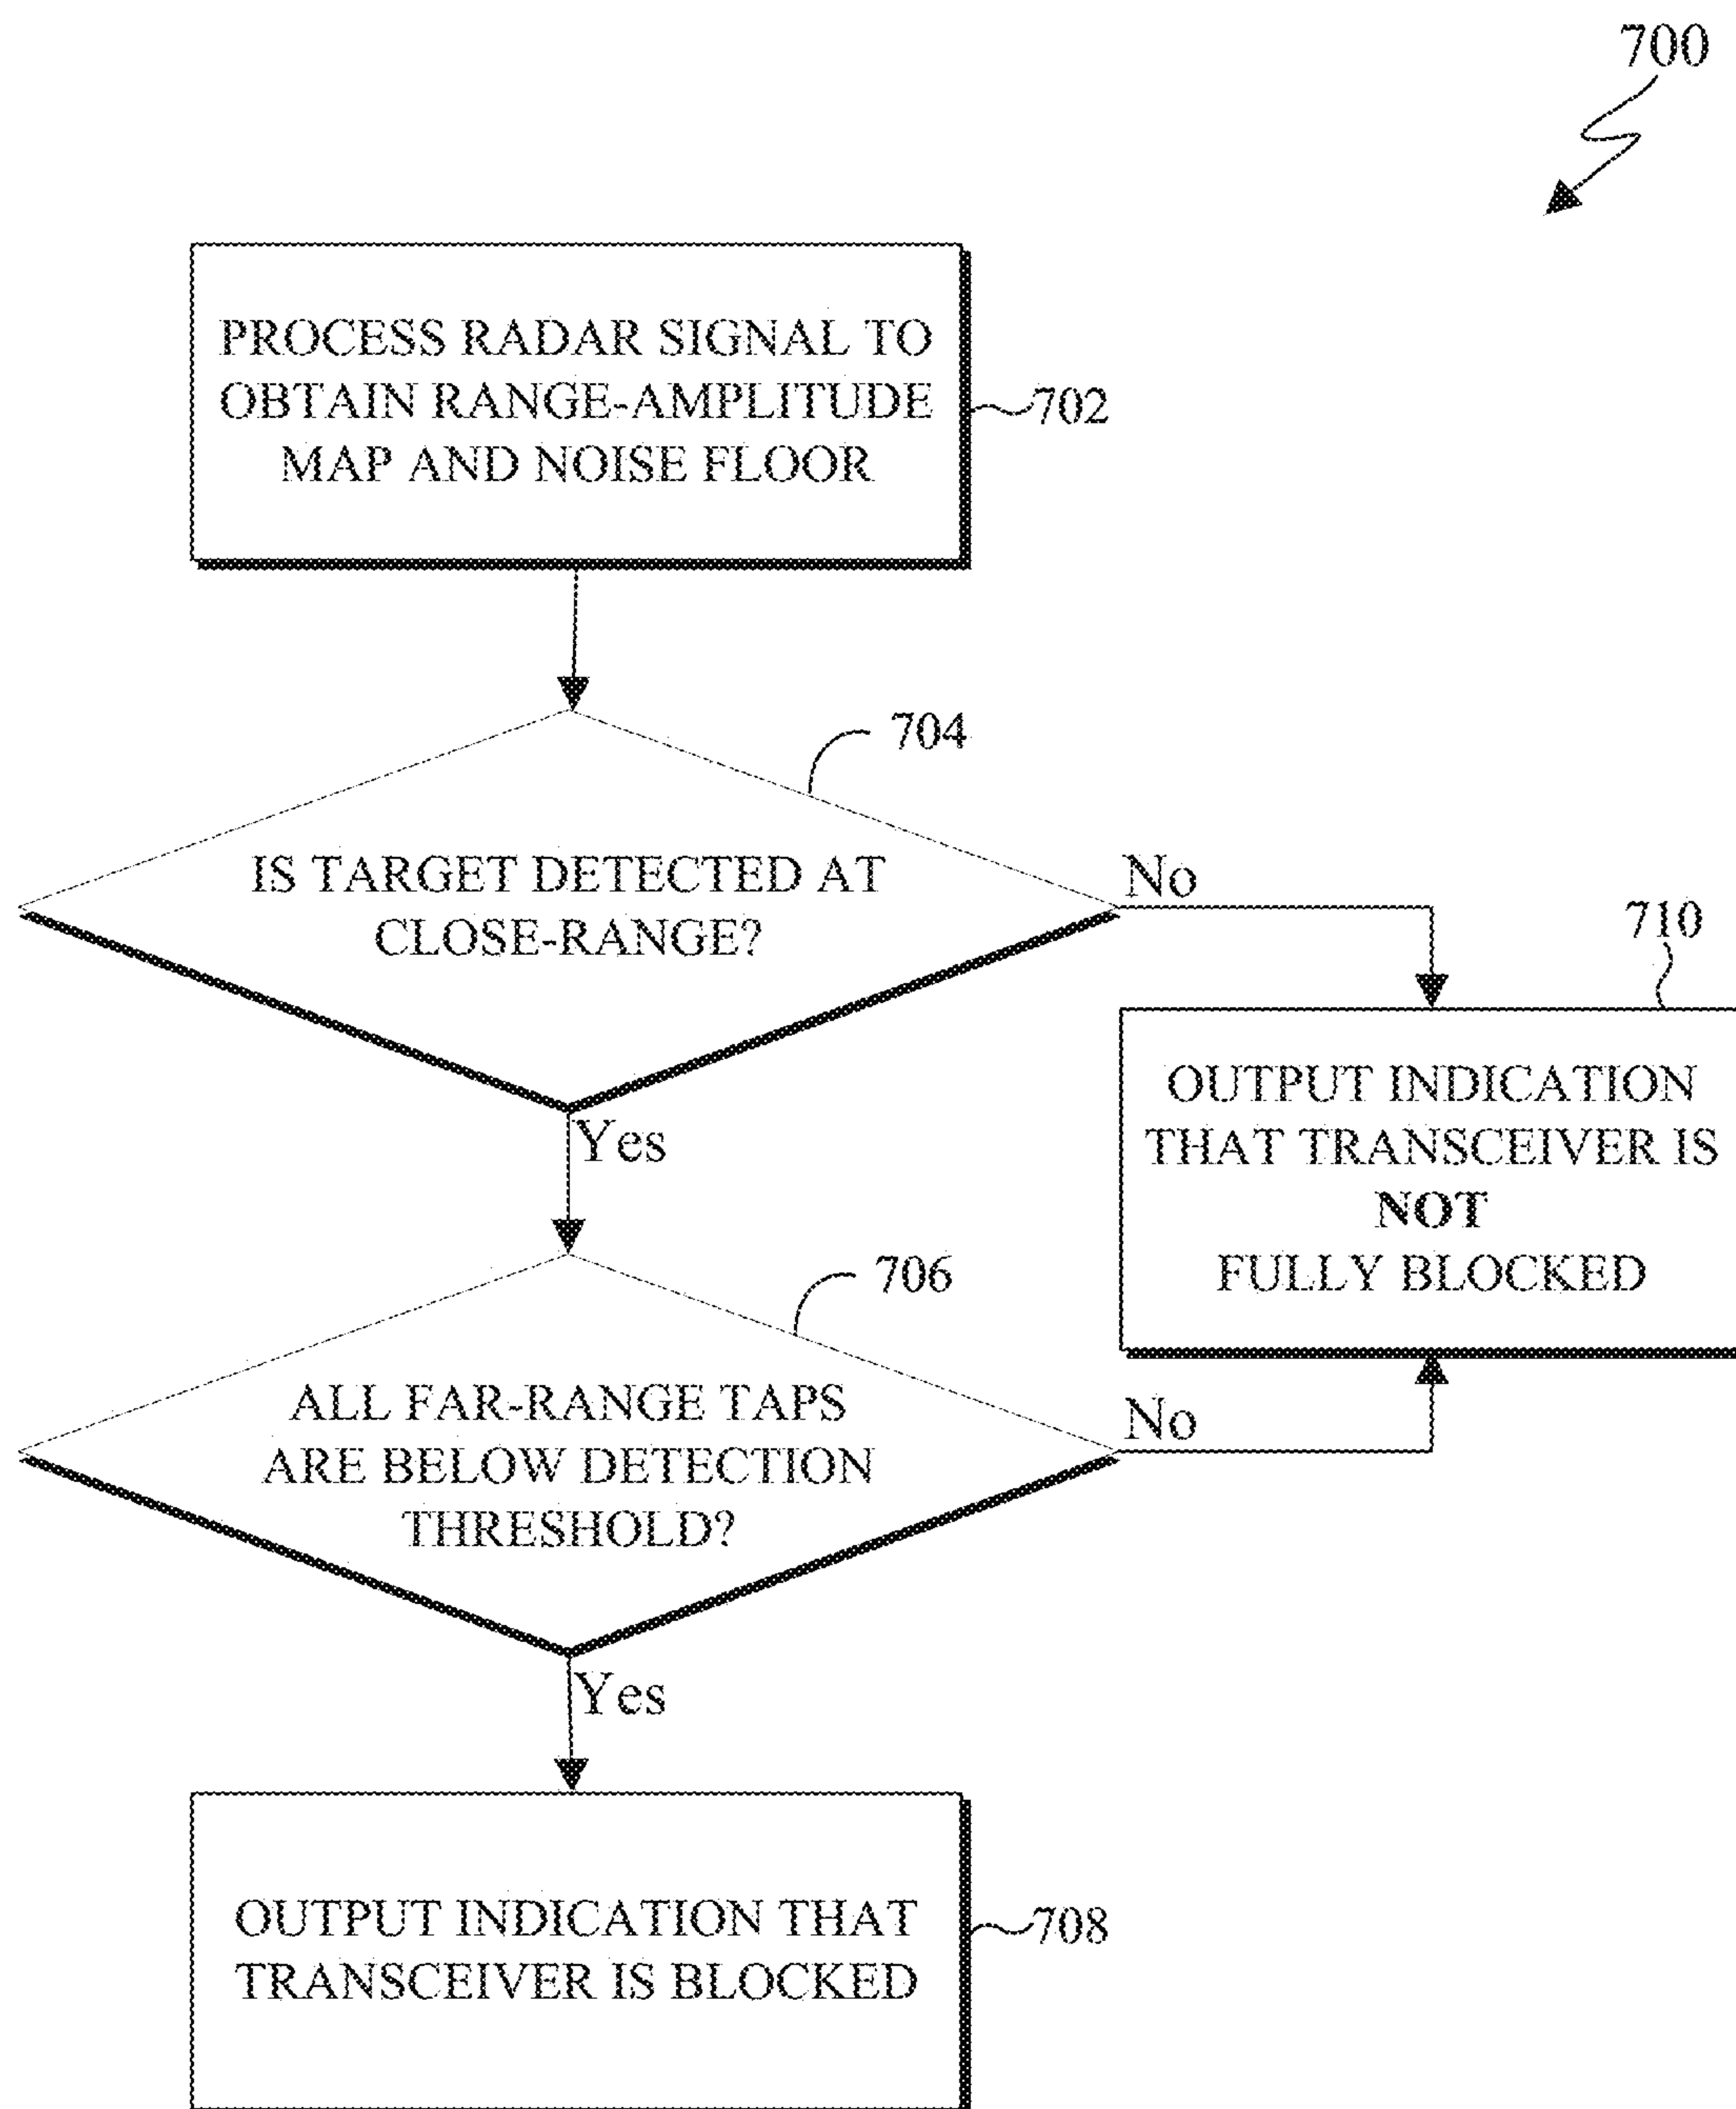 700
PROCESS RADAR SIGNAL TO
OBTAIN RANGE-AMPLITUDE
MAP AND NOISE FLOOR
702
704
IS TARGET DETECTED AT
CLOSE-RANGE?
No
Yes
710
OUTPUT INDICATION
THAT TRANSCEIVER IS
NOT
FULLY BLOCKED
706
ALL FAR-RANGE TAPS
ARE BELOW DETECTION
THRESHOLD?
No
Yes
OUTPUT INDICATION THAT
TRANSCEIVER IS BLOCKED
708